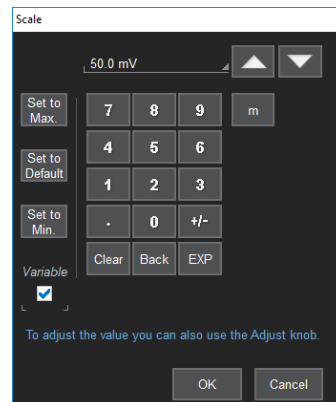 Scale
50.0 mV
Set to
Max.
7 8 9 m
Set to
Default
4 5 6
1 2 3
Set to
Min.
. 0 +/-
Clear Back EXP
Variable
To adjust the value you can also use the Adjust knob.
OK Cancel